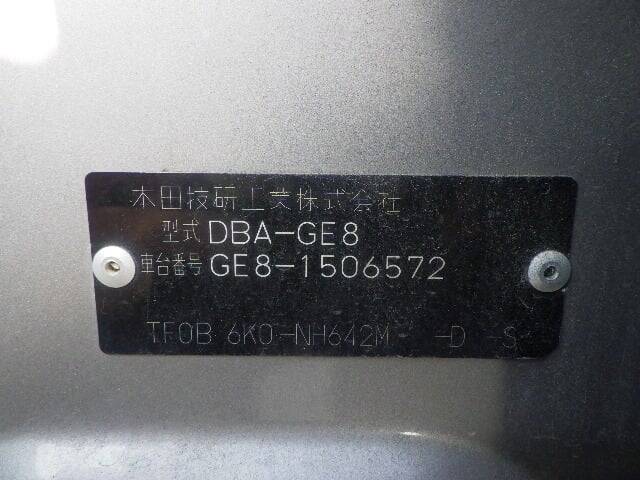 本田技研工業株式会社
型式 DBA-GE8
車台番号 GE8-1506572
TF0B 6K0-NH642M -D -S